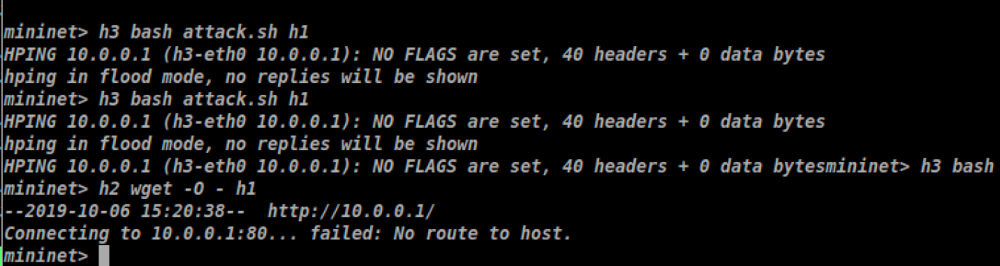 mininet> h3 bash attack.sh h1
HPING 10.0.0.1 (h3-eth0 10.0.0.1): NO FLAGS are set, 40 headers + 0 data bytes
hping in flood mode, no replies will be shown
mininet> h3 bash attack.sh h1
HPING 10.0.0.1 (h3-eth0 10.0.0.1): NO FLAGS are set, 40 headers + 0 data bytes
hping in flood mode, no replies will be shown
HPING 10.0.0.1 (h3-eth0 10.0.0.1): NO FLAGS are set, 40 headers + 0 data bytesmininet> h3 bash
mininet> h2 wget -O - h1
--2019-10-06 15:20:38--  http://10.0.0.1/
Connecting to 10.0.0.1:80... failed: No route to host.
mininet>